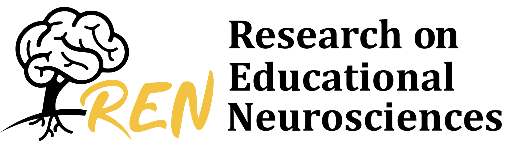 REN
Research on
Educational
Neurosciences